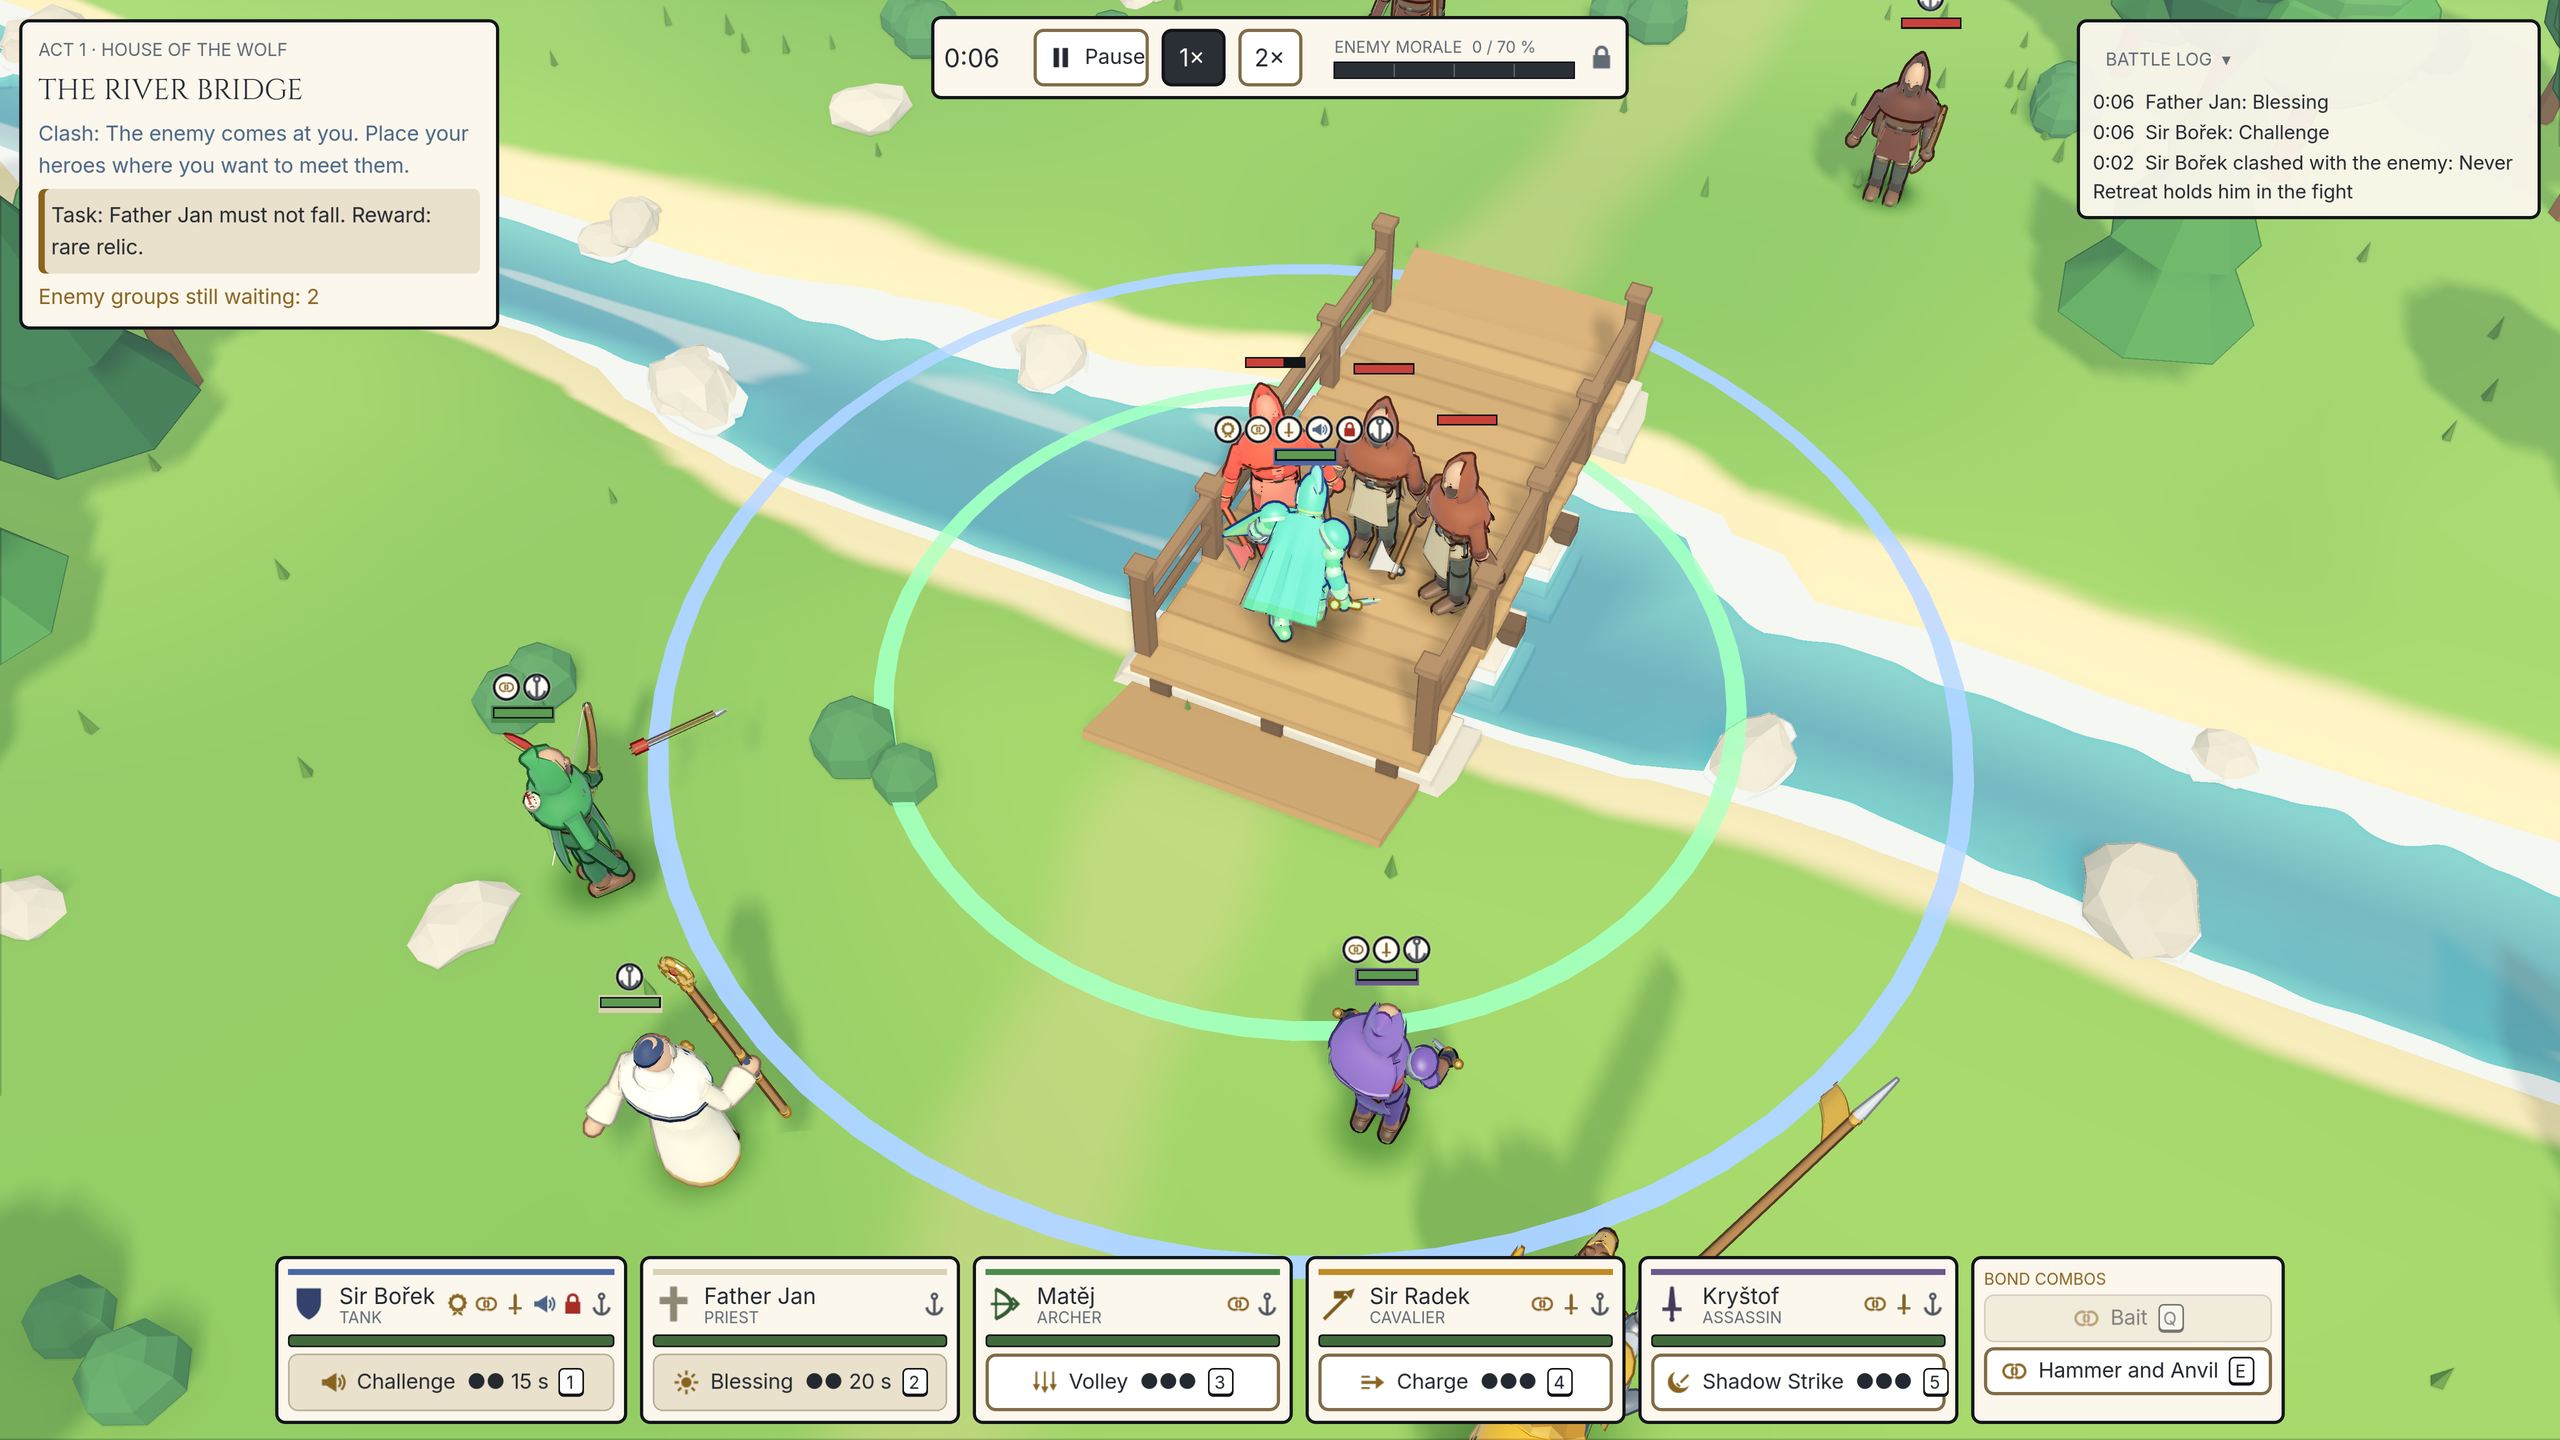 ACT 1 · HOUSE OF THE WOLF
THE RIVER BRIDGE
Clash: The enemy comes at you. Place your
heroes where you want to meet them.
Task: Father Jan must not fall. Reward:
rare relic.
Enemy groups still waiting: 2
0:06
Pause
1×
2×
ENEMY MORALE 0 / 70 %
BATTLE LOG ▼
0:06 Father Jan: Blessing
0:06 Sir Bořek: Challenge
0:02 Sir Bořek clashed with the enemy: Never
Retreat holds him in the fight
Sir Bořek
TANK
Challenge ●● 15 s 1
Father Jan
PRIEST
Blessing ●● 20 s 2
Matěj
ARCHER
Volley ●●● 3
Sir Radek
CAVALIER
Charge ●●● 4
Kryštof
ASSASSIN
Shadow Strike ●●● 5
BOND COMBOS
Bait Q
Hammer and Anvil E